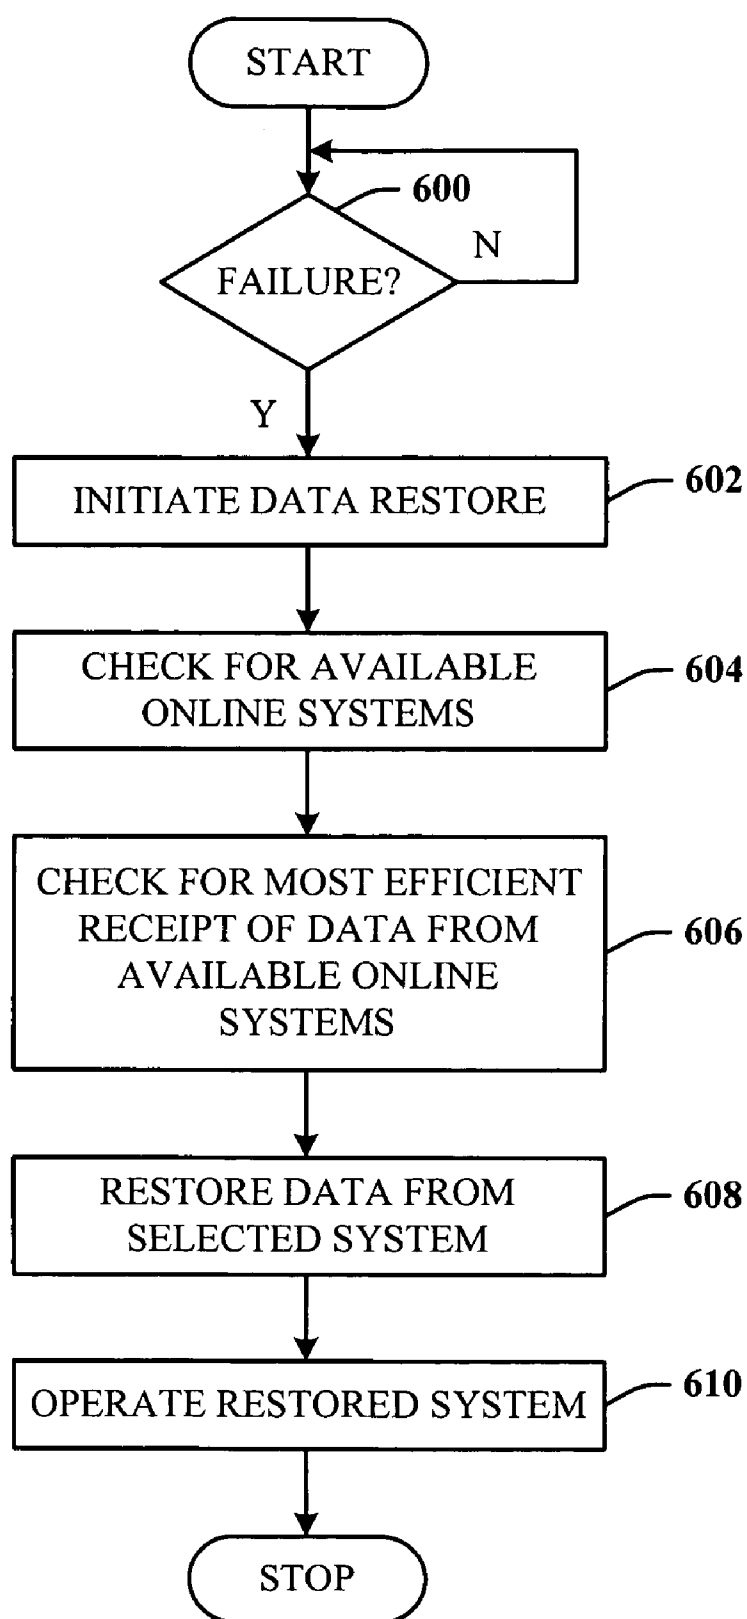 START
600
FAILURE?
N
Y
INITIATE DATA RESTORE
602
CHECK FOR AVAILABLE
ONLINE SYSTEMS
604
CHECK FOR MOST EFFICIENT
RECEIPT OF DATA FROM
AVAILABLE ONLINE
SYSTEMS
606
RESTORE DATA FROM
SELECTED SYSTEM
608
OPERATE RESTORED SYSTEM
610
STOP